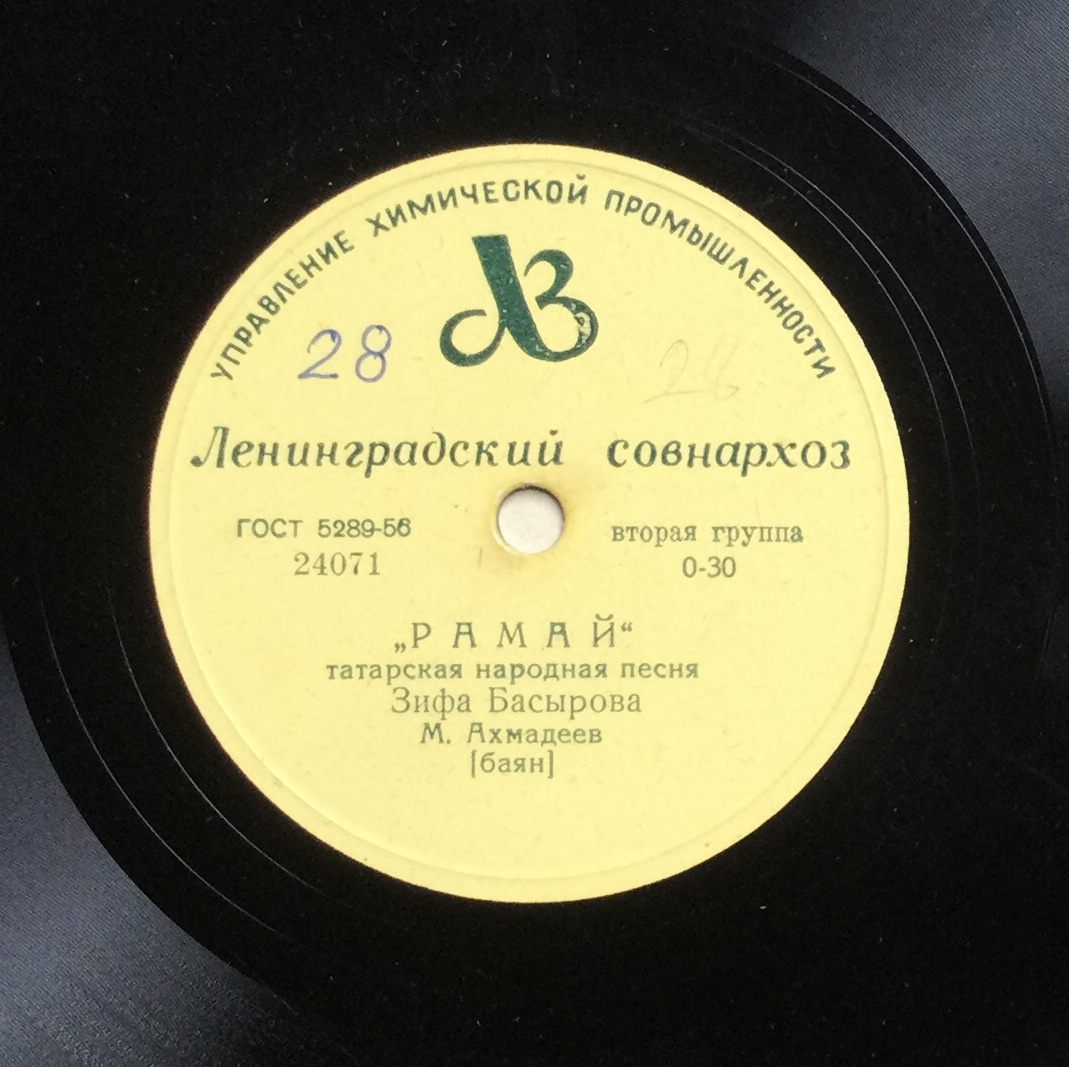 УПРАВЛЕНИЕ ХИМИЧЕСКОЙ ПРОМЫШЛЕННОСТИ
ЛЗ
28 28
Ленинградский совнархоз
ГОСТ 5289-56 вторая группа
24071 0-30
„РАМАЙ“
татарская народная песня
Зифа Басырова
М. Ахмадеев
[баян]